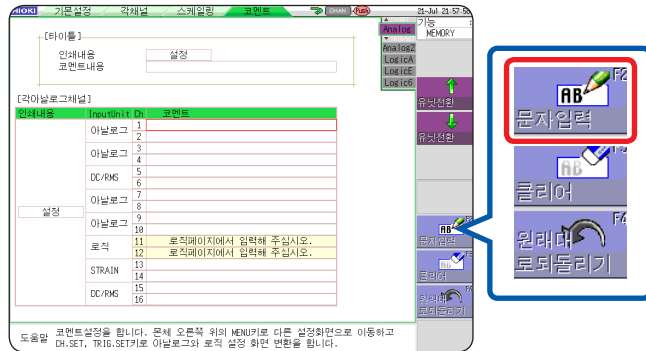 HIOKI 기본설정 각채널 스케일링 코멘트 CHAN Push 21-Jul 21:57:50
Analog 기능 :
MEMORY
Analog2
LogicA
LogicE
Logic6
[타이틀]
인쇄내용 설정
코멘트내용
[각아날로그채널]
인쇄내용 InputUnit Ch 코멘트
아날로그 1
2
아날로그 3
4
DC/RMS 5
6
아날로그 7
8
설정
아날로그 9
10
로직 11 로직페이지에서 입력해 주십시오.
12 로직페이지에서 입력해 주십시오.
STRAIN 13
14
DC/RMS 15
16
유닛전환
유닛전환
AB F2
문자입력
AB
클리어
F4
원래대
로되돌리기
도움말 코멘트설정을 합니다. 본체 오른쪽 위의 MENU키로 다른 설정화면으로 이동하고
CH.SET, TRIG.SET키로 아날로그와 로직 설정 화면 변환을 합니다.
AB F2
문자입력
AB
클리어
F4
원래대
로되돌리기